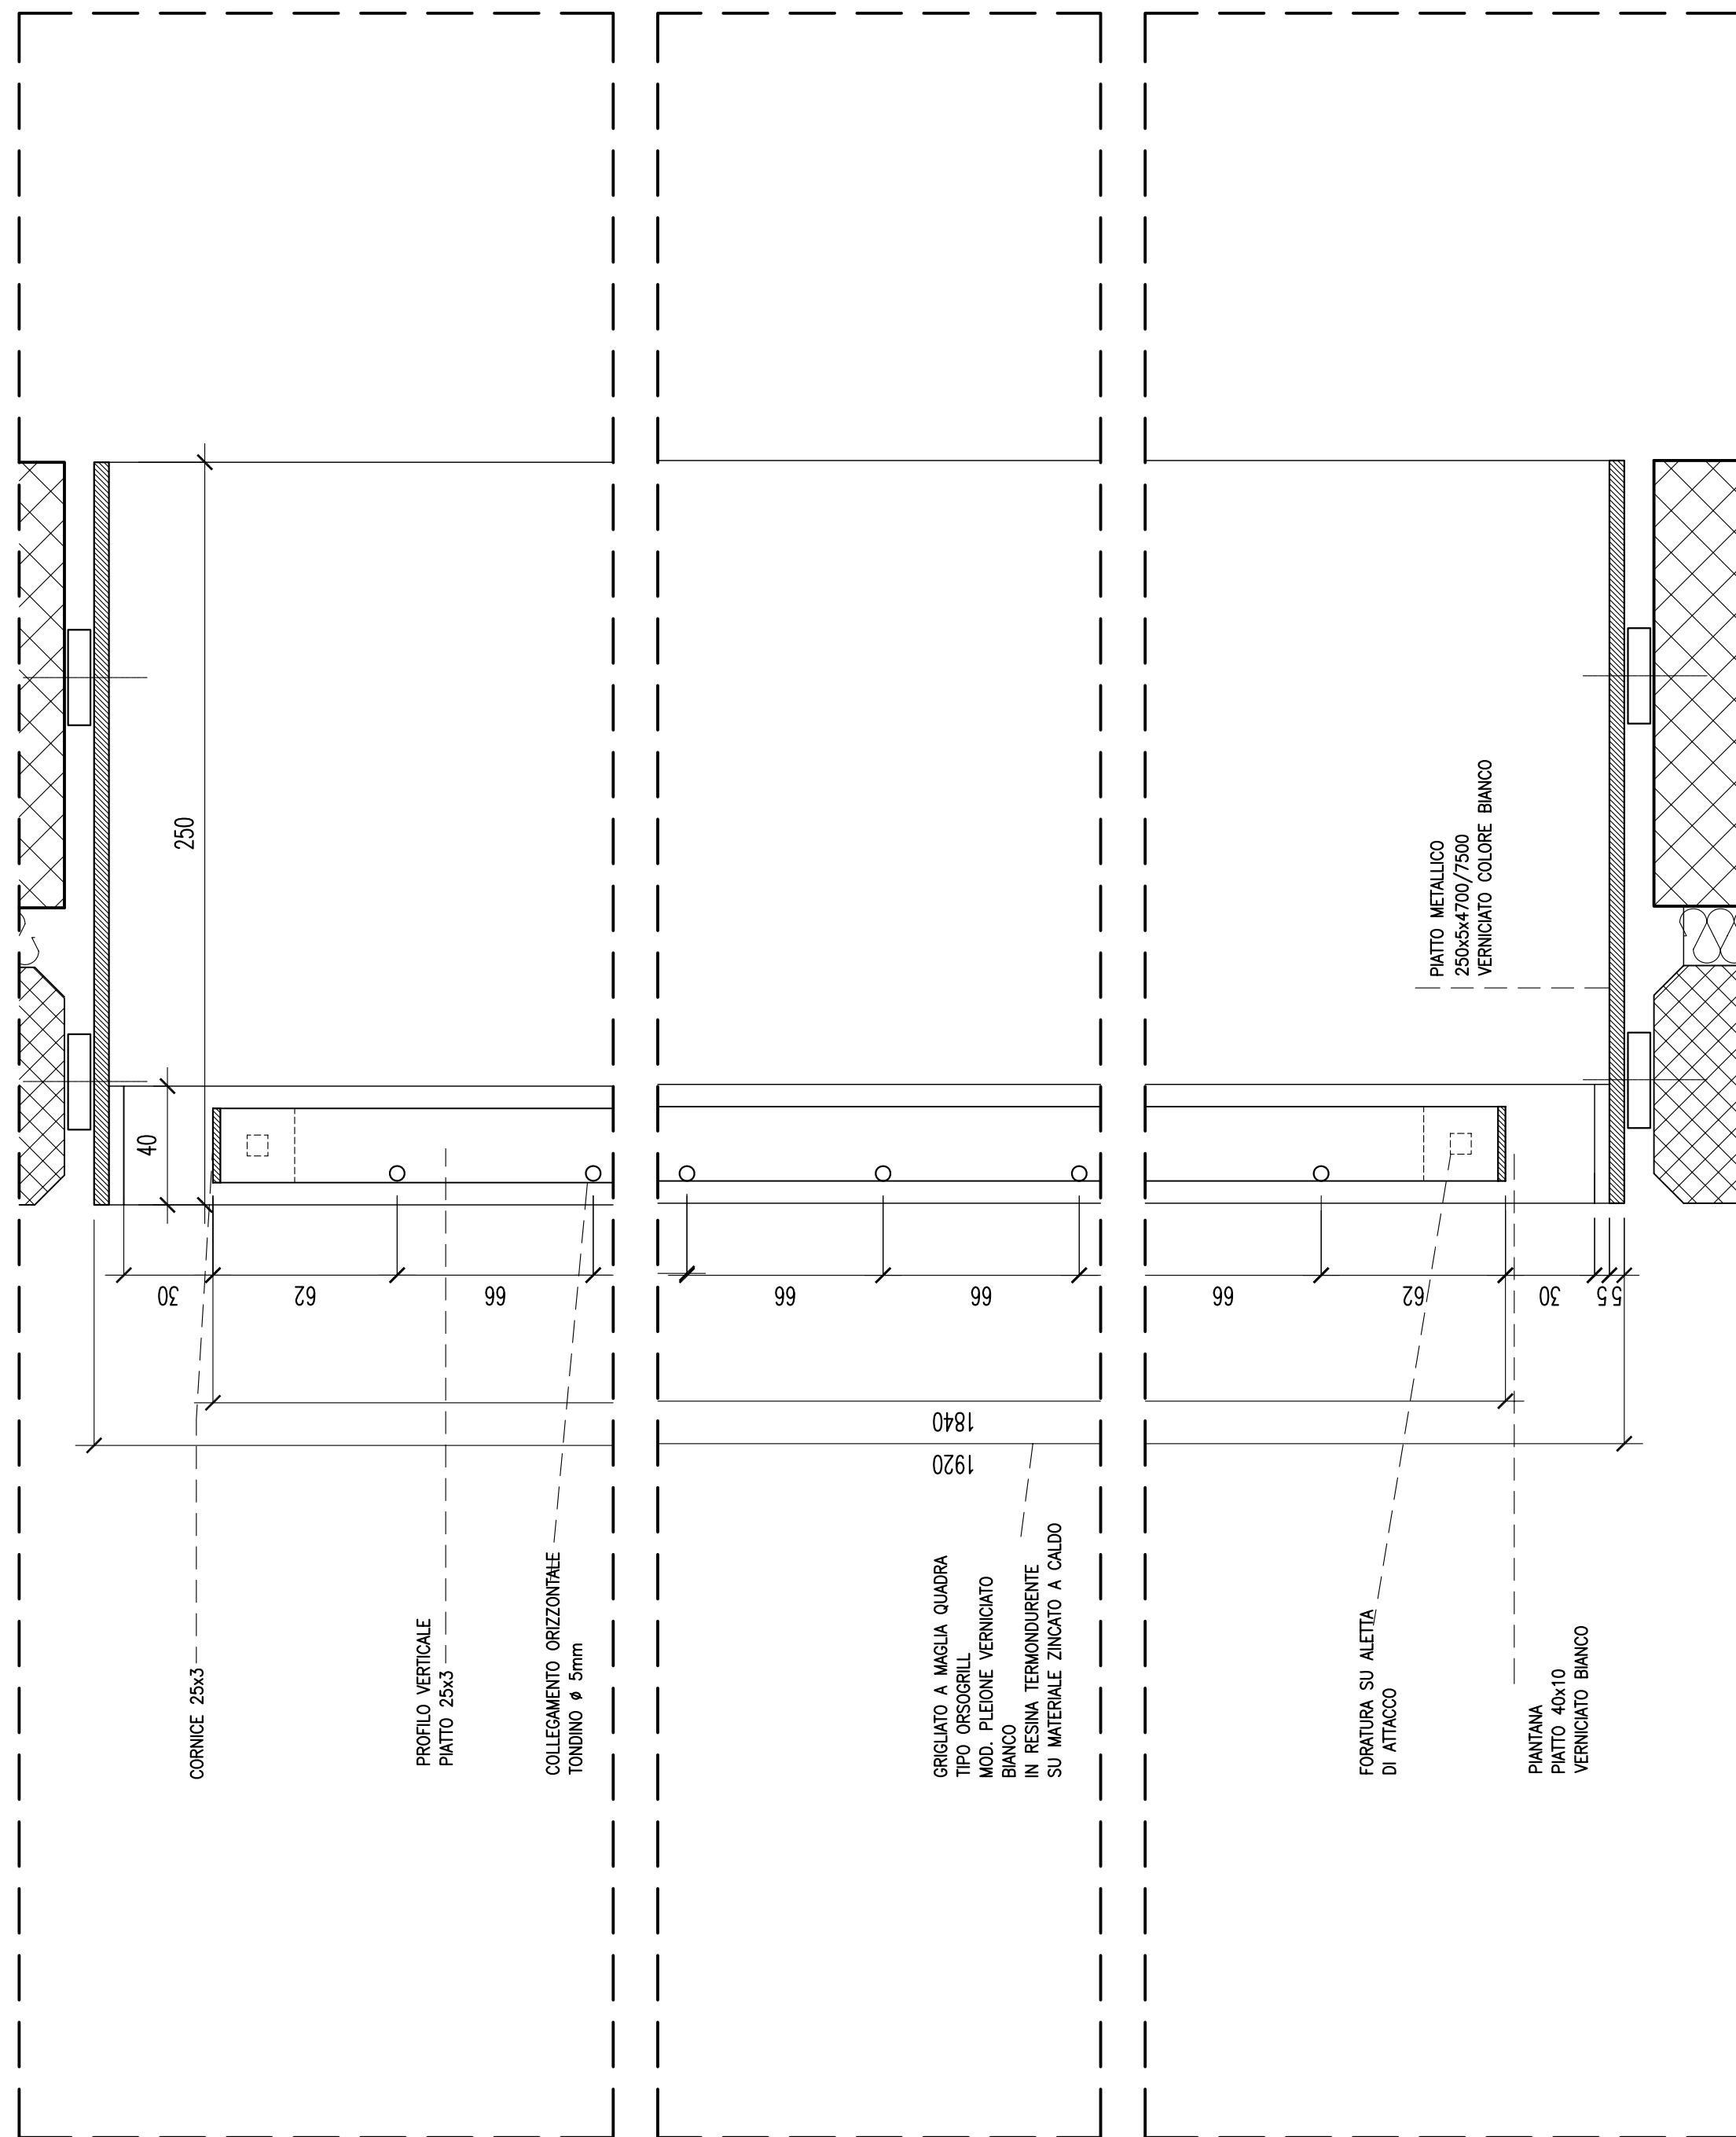 250
PIATTO METALLICO
250x5x4700/7500
VERNICIATO COLORE BIANCO
40
30
62
66
66
66
66
62
30
5
5
1840
1920
CORNICE 25x3
PROFILO VERTICALE
PIATTO 25x3
COLLEGAMENTO ORIZZONTALE
TONDINO ø 5mm
GRIGLIATO A MAGLIA QUADRA
TIPO ORSOGRILL
MOD. PLEIONE VERNICIATO
BIANCO
IN RESINA TERMONDURENTE
SU MATERIALE ZINCATO A CALDO
FORATURA SU ALETTA
DI ATTACCO
PIANTANA
PIATTO 40x10
VERNICIATO BIANCO